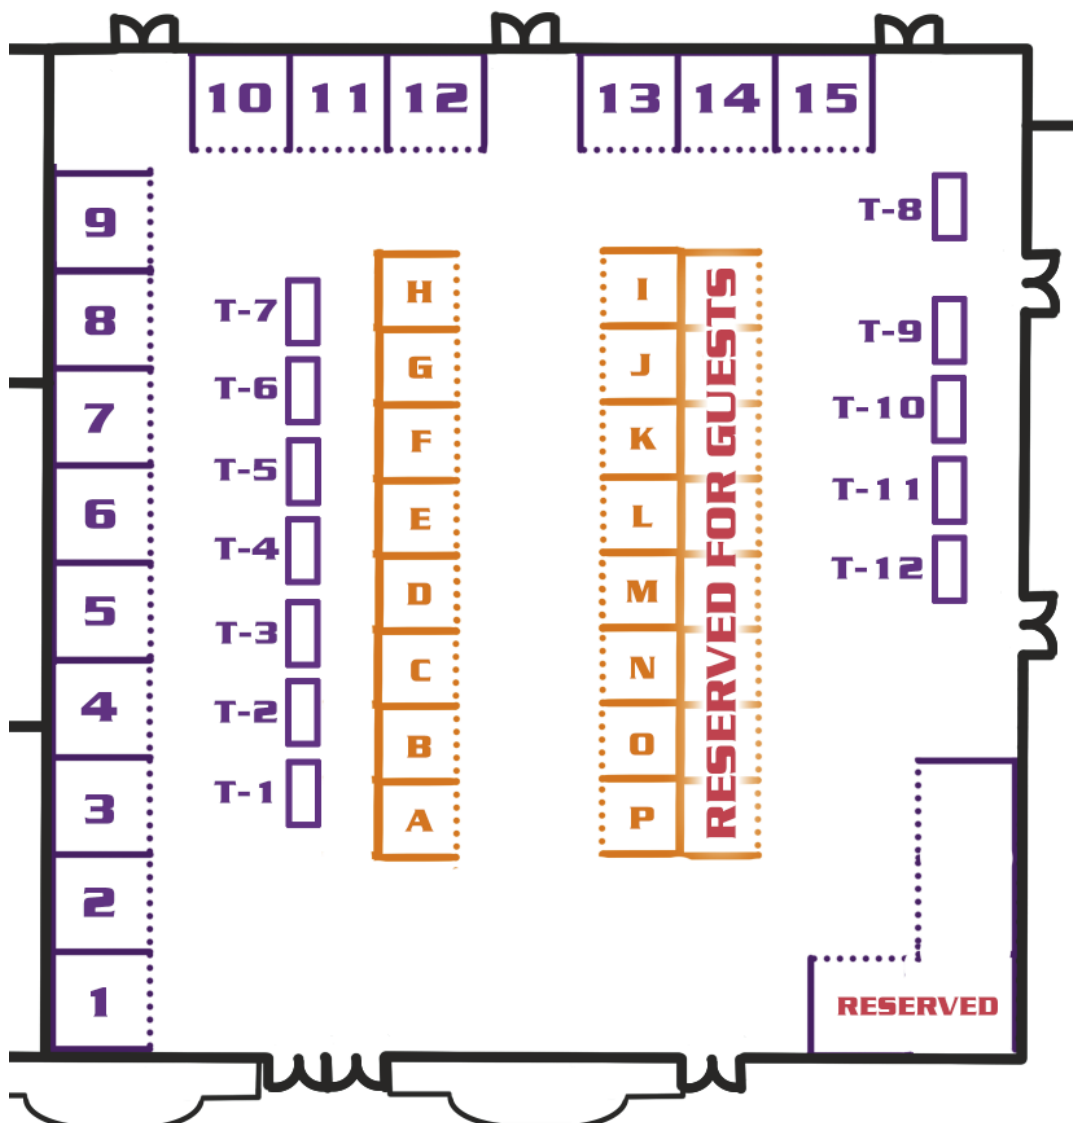 10 11 12 13 14 15
9
8
7
6
5
4
3
2
1
T-7
T-6
T-5
T-4
T-3
T-2
T-1
H
G
F
E
D
C
B
A
I
J
K
L
M
N
O
P
RESERVED FOR GUESTS
T-8
T-9
T-10
T-11
T-12
RESERVED